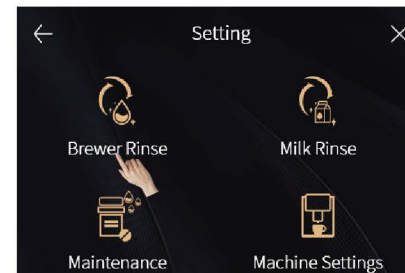 Setting
Brewer Rinse
Milk Rinse
Maintenance
Machine Settings